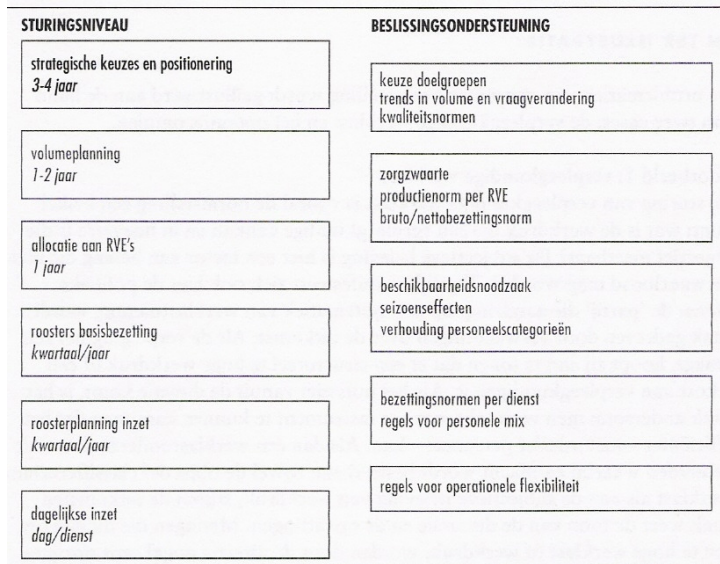 STURINGSNIVEAU
strategische keuzes en positionering
3-4 jaar
volumeplanning
1-2 jaar
allocatie aan RVE's
1 jaar
roosters basisbezetting
kwartaal/jaar
roosterplanning inzet
kwartaal/jaar
dagelijkse inzet
dag/dienst
BESLISSINGSONDERSTEUNING
keuze doelgroepen
trends in volume en vraagverandering
kwaliteitsnormen
zorgzwaarte
productienorm per RVE
bruto/nettobezettingsnorm
beschikbaarheidsnoodzaak
seizoenseffecten
verhouding personeelscategorieën
bezettingsnormen per dienst
regels voor personele mix
regels voor operationele flexibiliteit